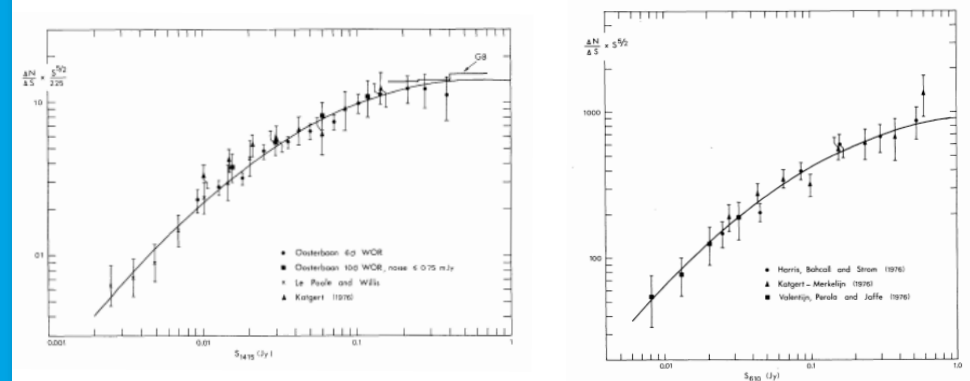 ΔN/ΔS × S^5/2/225
GB
10
01
● Oosterbaan 6σ WOR
■ Oosterbaan 10σ WOR, noise ≤ 0.75 mJy
× Le Poole and Willis
▲ Katgert (1976)
0.001 0.01 0.1 1
S1415 (Jy)
ΔN/ΔS × S^5/2
1000
100
● Harris, Bahcall and Strom (1976)
▲ Katgert-Merkelijn (1976)
■ Valentijn, Perola and Jaffe (1976)
0.01 0.1 1.0
S610 (Jy)